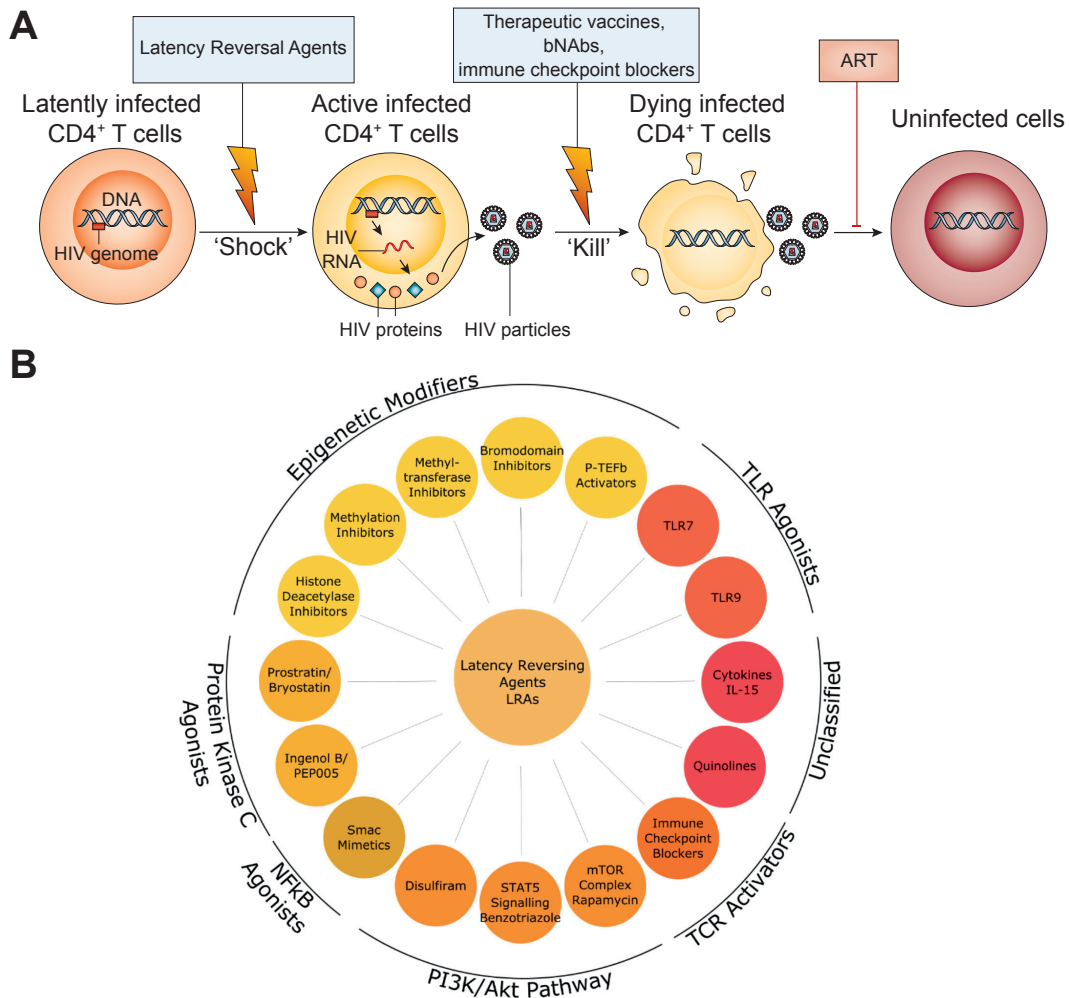 A
Latency Reversal Agents
Therapeutic vaccines,
bNAbs,
immune checkpoint blockers
ART
Latently infected
CD4⁺ T cells
Active infected
CD4⁺ T cells
Dying infected
CD4⁺ T cells
Uninfected cells
DNA
HIV genome
'Shock'
HIV
RNA
'Kill'
HIV proteins
HIV particles
B
Epigenetic Modifiers
TLR Agonists
Unclassified
TCR Activators
PI3K/Akt Pathway
NFkB
Agonists
Protein Kinase C
Agonists
Bromodomain
Inhibitors
P-TEFb
Activators
TLR7
TLR9
Cytokines
IL-15
Quinolines
Immune
Checkpoint
Blockers
mTOR
Complex
Rapamycin
STAT5
Signalling
Benzotriazole
Disulfiram
Smac
Mimetics
Ingenol B/
PEP005
Prostratin/
Bryostatin
Histone
Deacetylase
Inhibitors
Methylation
Inhibitors
Methyl-
transferase
Inhibitors
Latency Reversing
Agents
LRAs